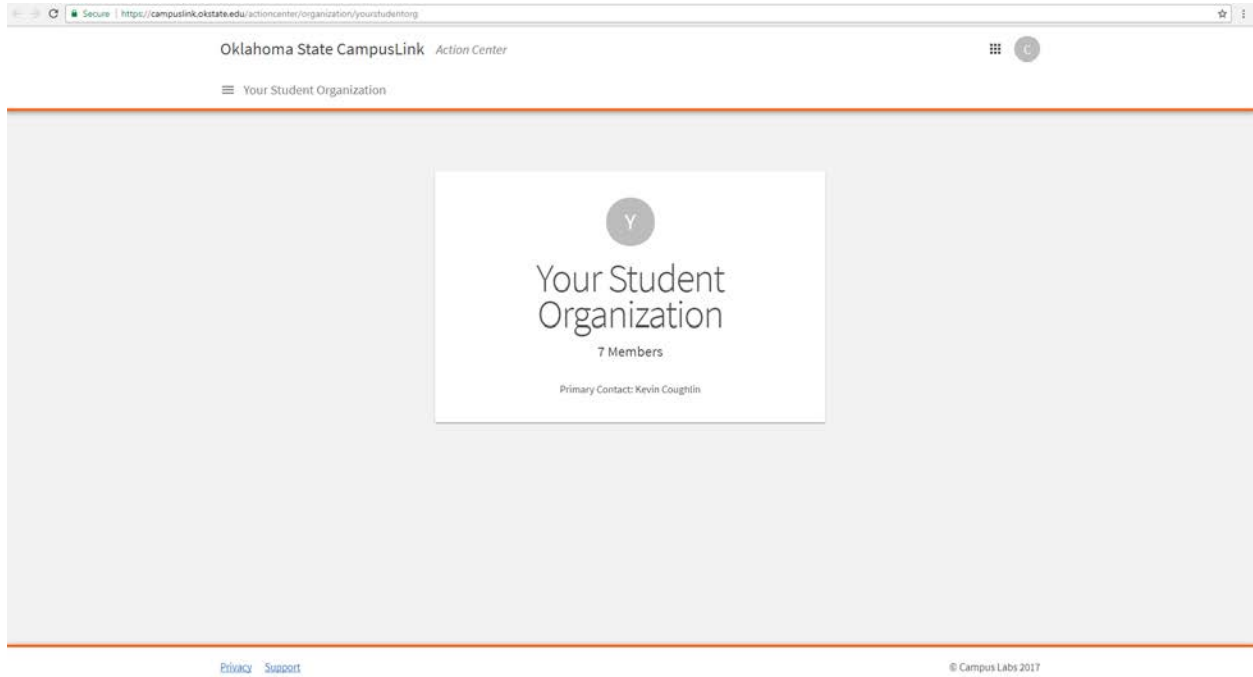 Secure | https://campuslink.okstate.edu/actioncenter/organization/yourstudentorg
Oklahoma State CampusLink Action Center
C
Your Student Organization
Y
Your Student
Organization
7 Members
Primary Contact: Kevin Coughlin
Privacy Support © Campus Labs 2017